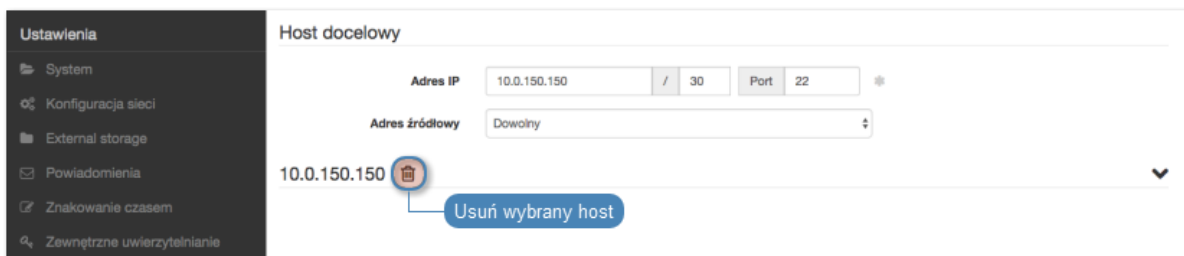 Ustawienia
System
Konfiguracja sieci
External storage
Powiadomienia
Znakowanie czasem
Zewnętrzne uwierzytelnianie
Host docelowy
Adres IP 10.0.150.150 / 30 Port 22
Adres źródłowy Dowolny
10.0.150.150
Usuń wybrany host